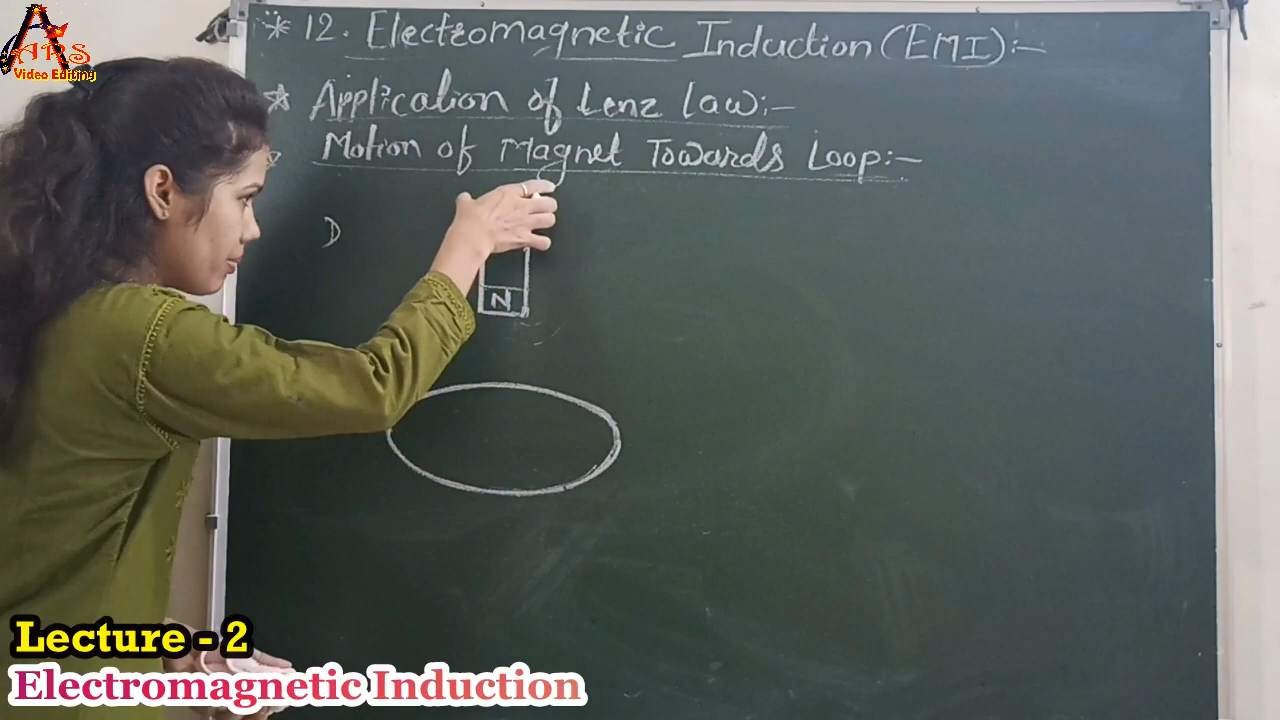 ARS
Video Editing
* 12. Electromagnetic Induction (EMI):-
* Application of Lenz Law:-
Motion of Magnet Towards Loop:-
1)
N
Lecture - 2
Electromagnetic Induction